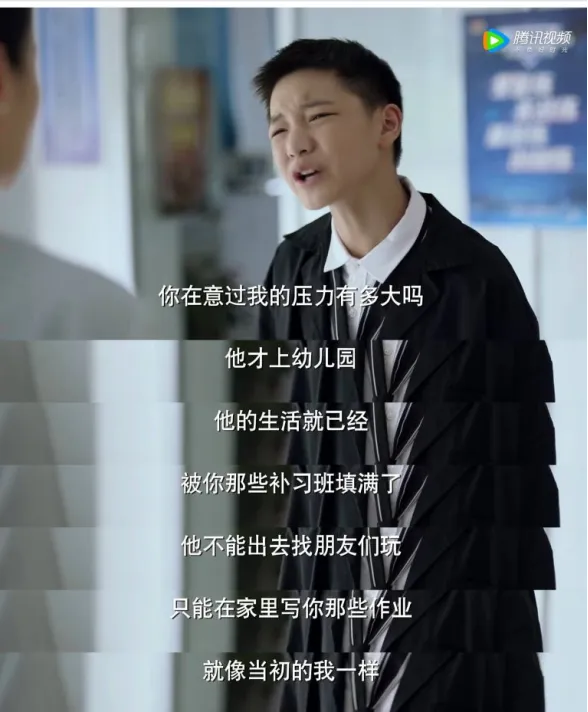 腾讯视频
你在意过我的压力有多大吗
他才上幼儿园
他的生活就已经
被你那些补习班填满了
他不能出去找朋友们玩
只能在家里写你那些作业
就像当初的我一样